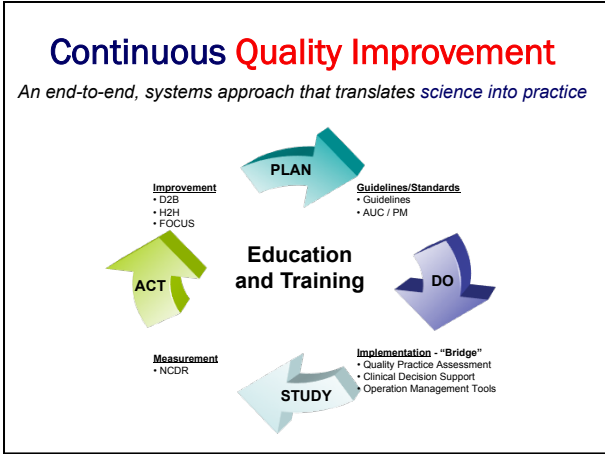 Continuous Quality Improvement
An end-to-end, systems approach that translates science into practice
PLAN
Improvement
• D2B
• H2H
• FOCUS
Guidelines/Standards
• Guidelines
• AUC / PM
Education
and Training
ACT
DO
Measurement
• NCDR
Implementation - “Bridge”
• Quality Practice Assessment
• Clinical Decision Support
• Operation Management Tools
STUDY